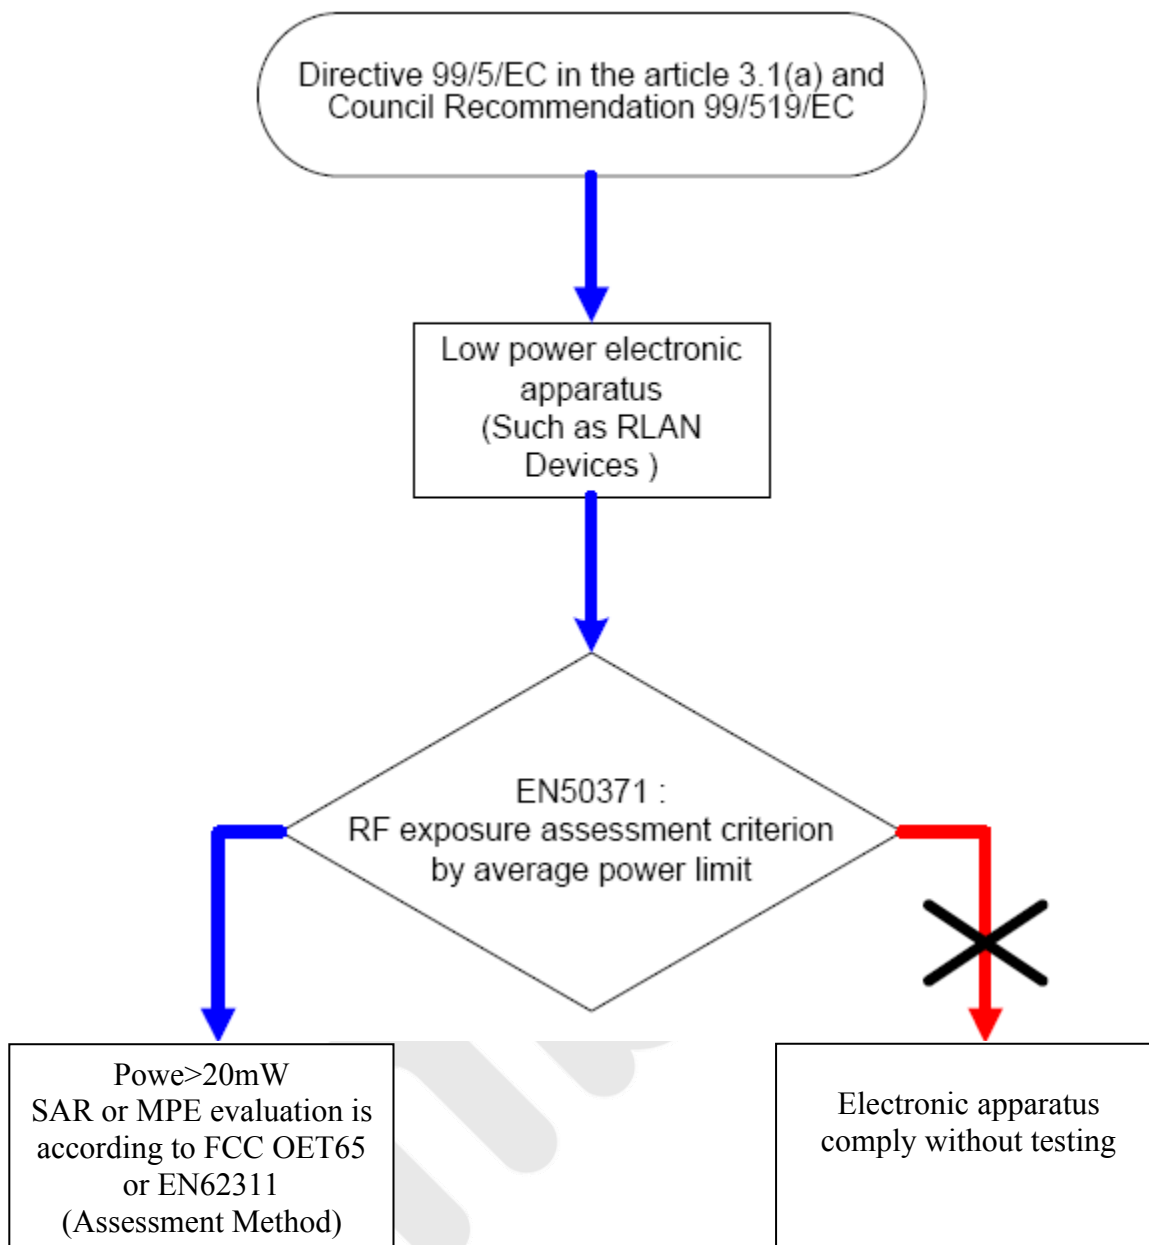 Directive 99/5/EC in the article 3.1(a) and
Council Recommendation 99/519/EC
Low power electronic
apparatus
(Such as RLAN
Devices )
EN50371 :
RF exposure assessment criterion
by average power limit
Powe>20mW
SAR or MPE evaluation is
according to FCC OET65
or EN62311
(Assessment Method)
Electronic apparatus
comply without testing